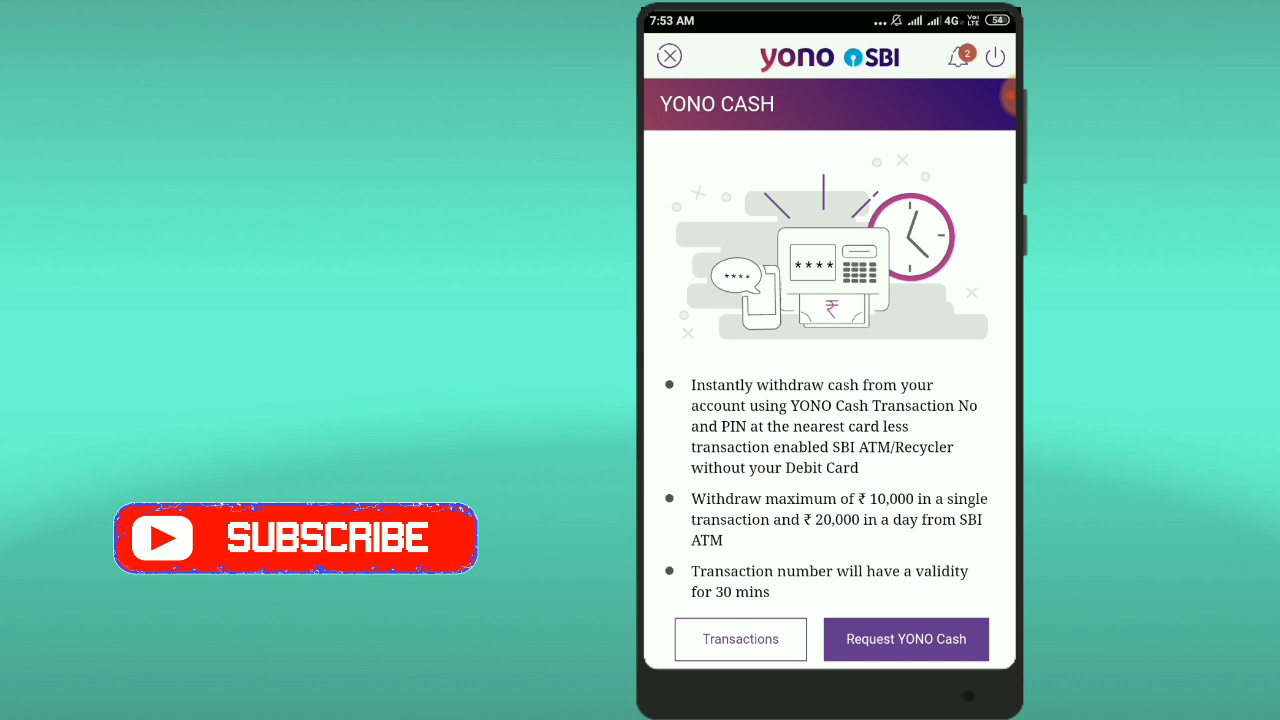 7:53 AM
4G
Vo)
LTE
54
yono SBI
2
YONO CASH
****
****
₹
Instantly withdraw cash from your
account using YONO Cash Transaction No
and PIN at the nearest card less
transaction enabled SBI ATM/Recycler
without your Debit Card
Withdraw maximum of ₹ 10,000 in a single
transaction and ₹ 20,000 in a day from SBI
ATM
Transaction number will have a validity
for 30 mins
Transactions
Request YONO Cash
SUBSCRIBE